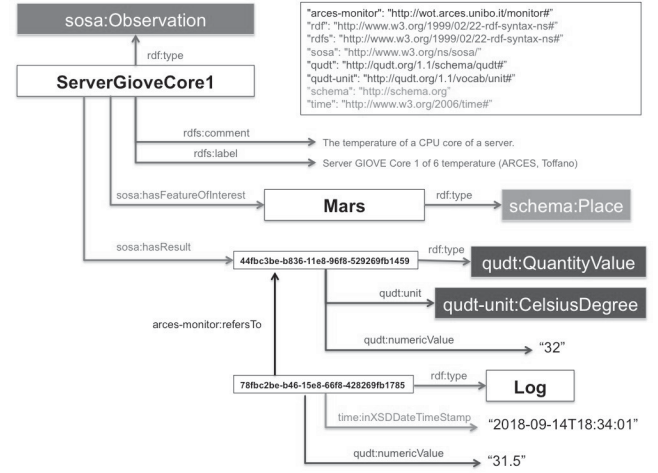 sosa:Observation
"arces-monitor": "http://wot.arces.unibo.it/monitor#"
"rdf": "http://www.w3.org/1999/02/22-rdf-syntax-ns#"
"rdfs": "http://www.w3.org/1999/02/22-rdf-syntax-ns#"
"sosa": "http://www.w3.org/ns/sosa/"
"qudt": "http://qudt.org/1.1/schema/qudt#"
"qudt-unit": "http://qudt.org/1.1/vocab/unit#"
"schema": "http://schema.org"
"time": "http://www.w3.org/2006/time#"
rdf:type
ServerGioveCore1
rdfs:comment
The temperature of a CPU core of a server.
rdfs:label
Server GIOVE Core 1 of 6 temperature (ARCES, Toffano)
sosa:hasFeatureOfInterest
Mars
rdf:type
schema:Place
sosa:hasResult
44fbc3be-b836-11e8-96f8-529269fb1459
rdf:type
qudt:QuantityValue
qudt:unit
qudt-unit:CelsiusDegree
arces-monitor:refersTo
qudt:numericValue
“32”
78fbc2be-b46-15e8-66f8-428269fb1785
rdf:type
Log
time:inXSDDateTimeStamp
“2018-09-14T18:34:01”
qudt:numericValue
“31.5”